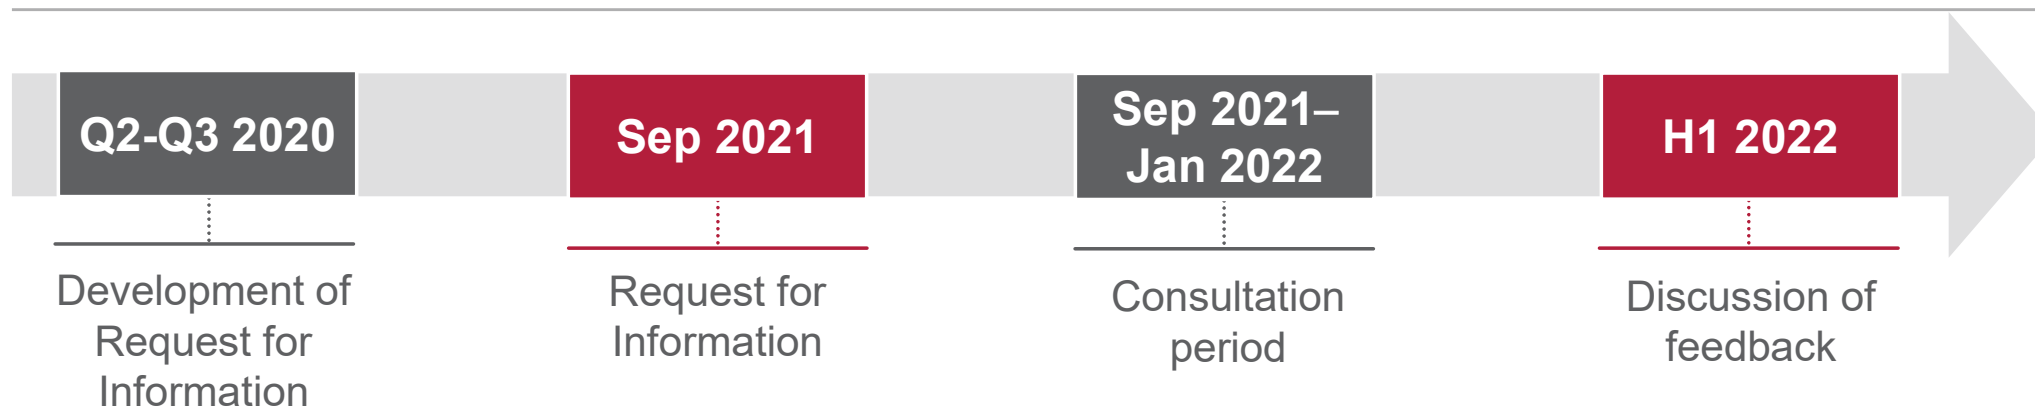 Q2-Q3 2020
Sep 2021
Sep 2021–
Jan 2022
H1 2022
Development of
Request for
Information
Request for
Information
Consultation
period
Discussion of
feedback